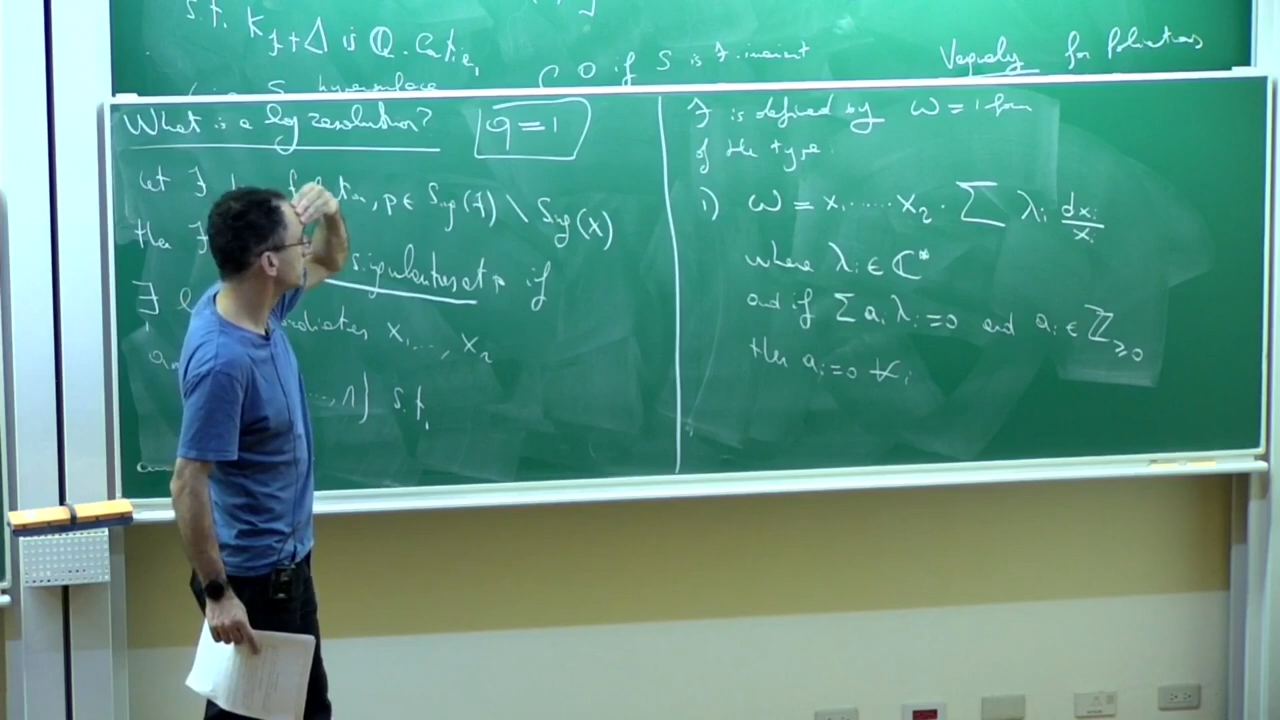 s.t. K_F + Δ is Q. Cartier
S hypersurface
0 if S is F. invariant
Vaguely for foliations
What is a log resolution?
q = 1
Let F foliation, p ∈ Sing(F) \ Sing(X)
then F singularities at p if
∃ coordinates x_1 ..., x_r
..., n} s.t.
F is defined by ω = 1 form
of the type:
1) ω = x_1 ..... x_r . ∑ λ_i dx_i/x_i
where λ_i ∈ ℂ*
and if ∑ a_i λ_i = 0 and a_i ∈ ℤ_≥0
then a_i = 0 ∀ i